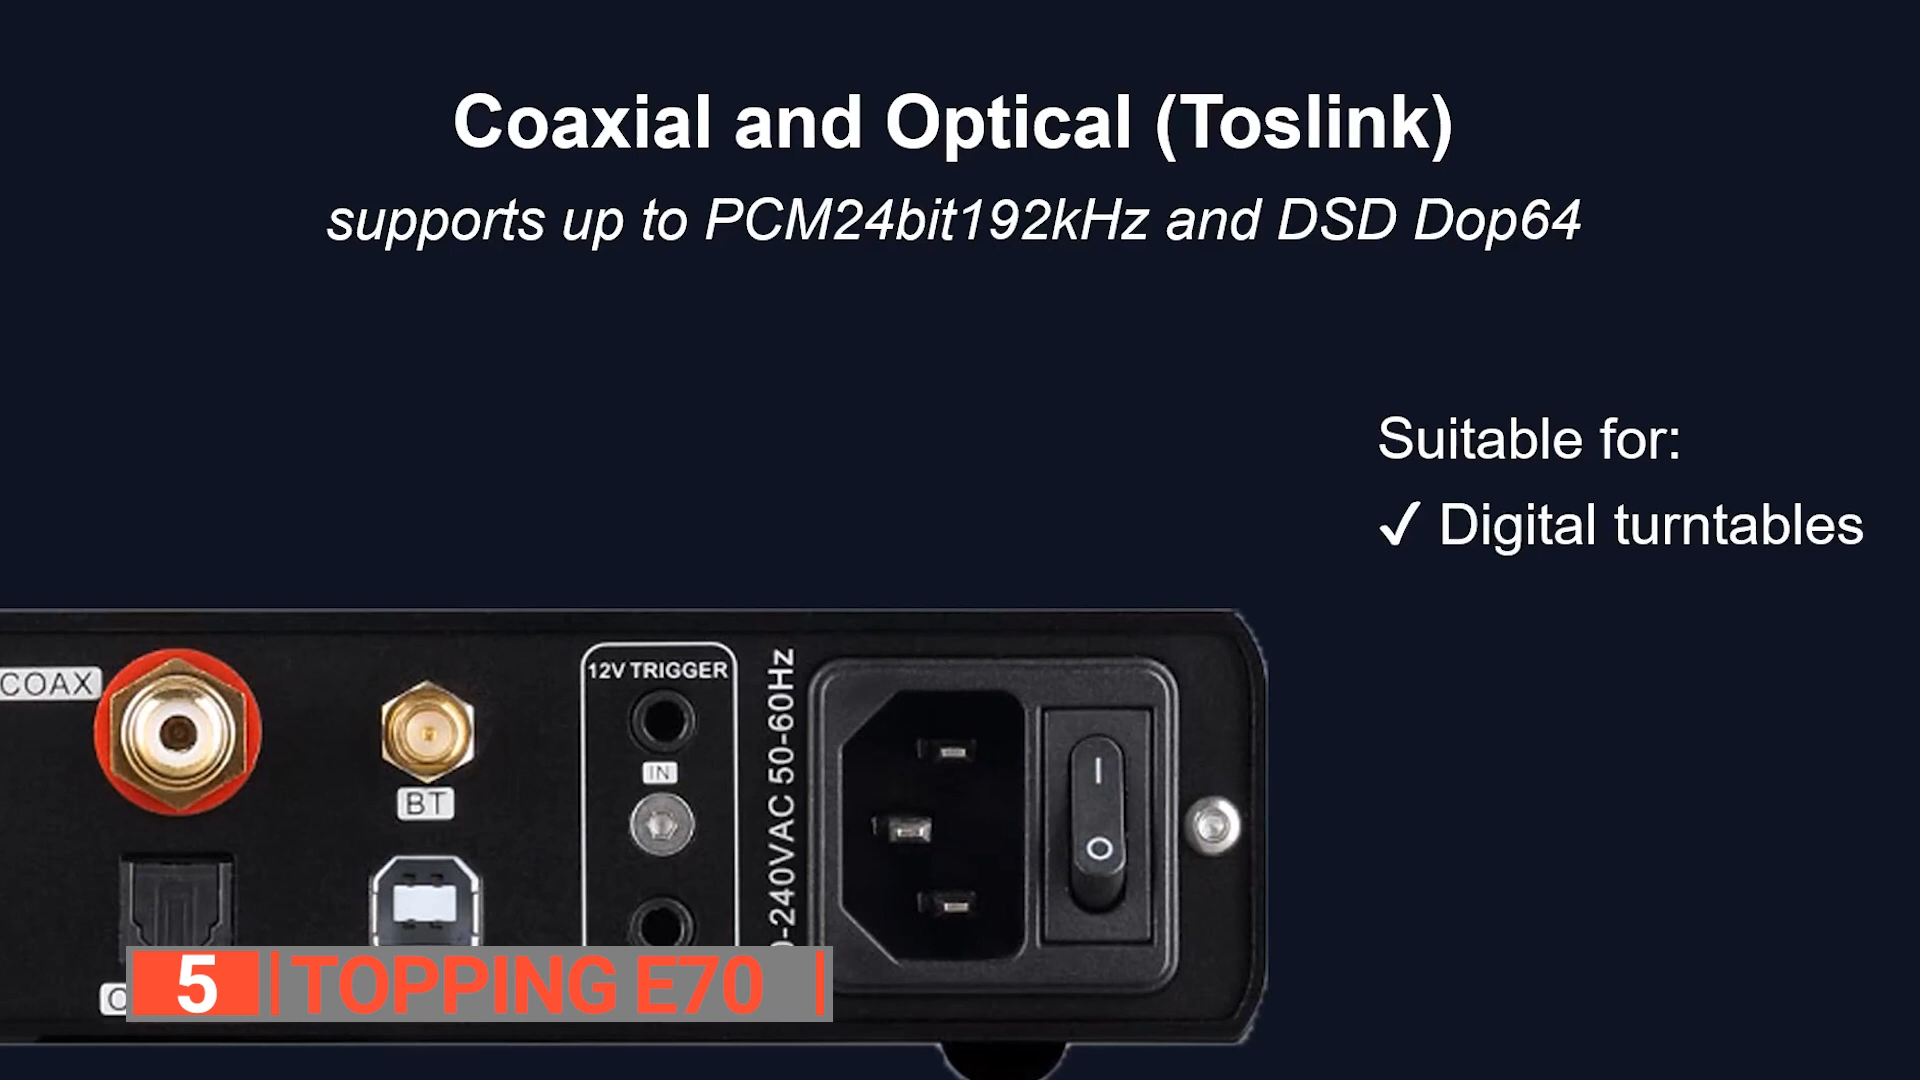 Coaxial and Optical (Toslink)
supports up to PCM24bit192kHz and DSD Dop64
Suitable for:
✓ Digital turntables
COAX
BT
12V TRIGGER
IN
-240VAC 50-60Hz
5 TOPPING E70